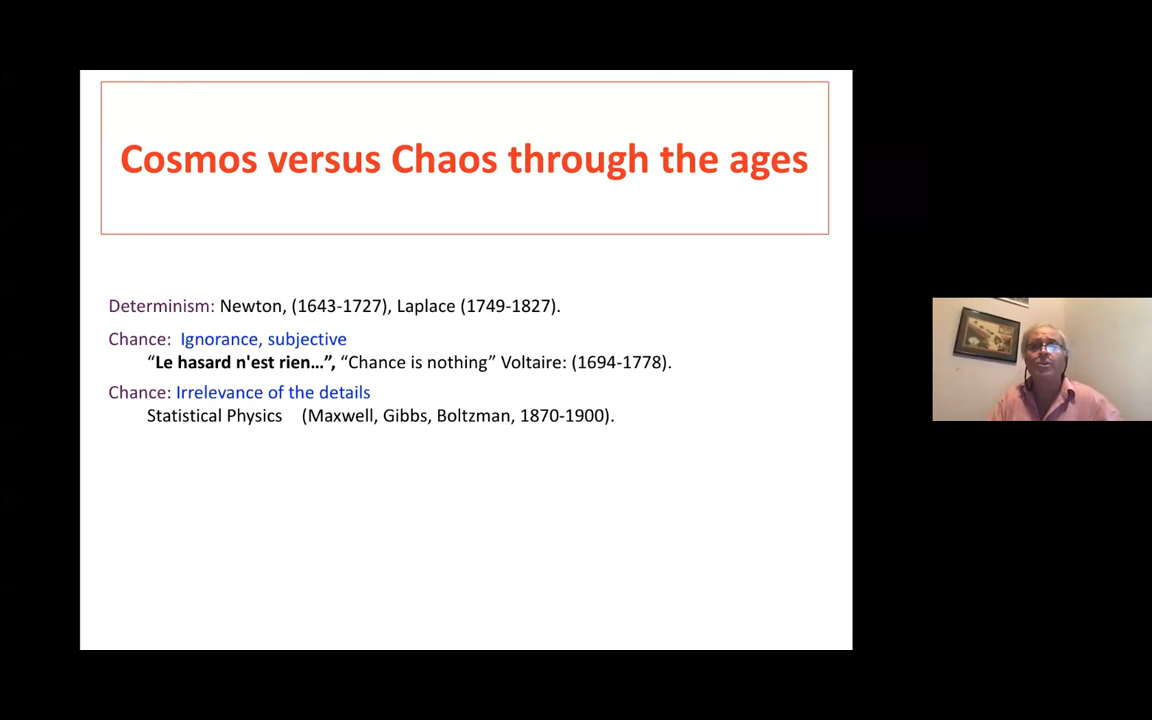 Cosmos versus Chaos through the ages
Determinism: Newton, (1643-1727), Laplace (1749-1827).
Chance: Ignorance, subjective
“Le hasard n'est rien…”, “Chance is nothing” Voltaire: (1694-1778).
Chance: Irrelevance of the details
Statistical Physics (Maxwell, Gibbs, Boltzman, 1870-1900).